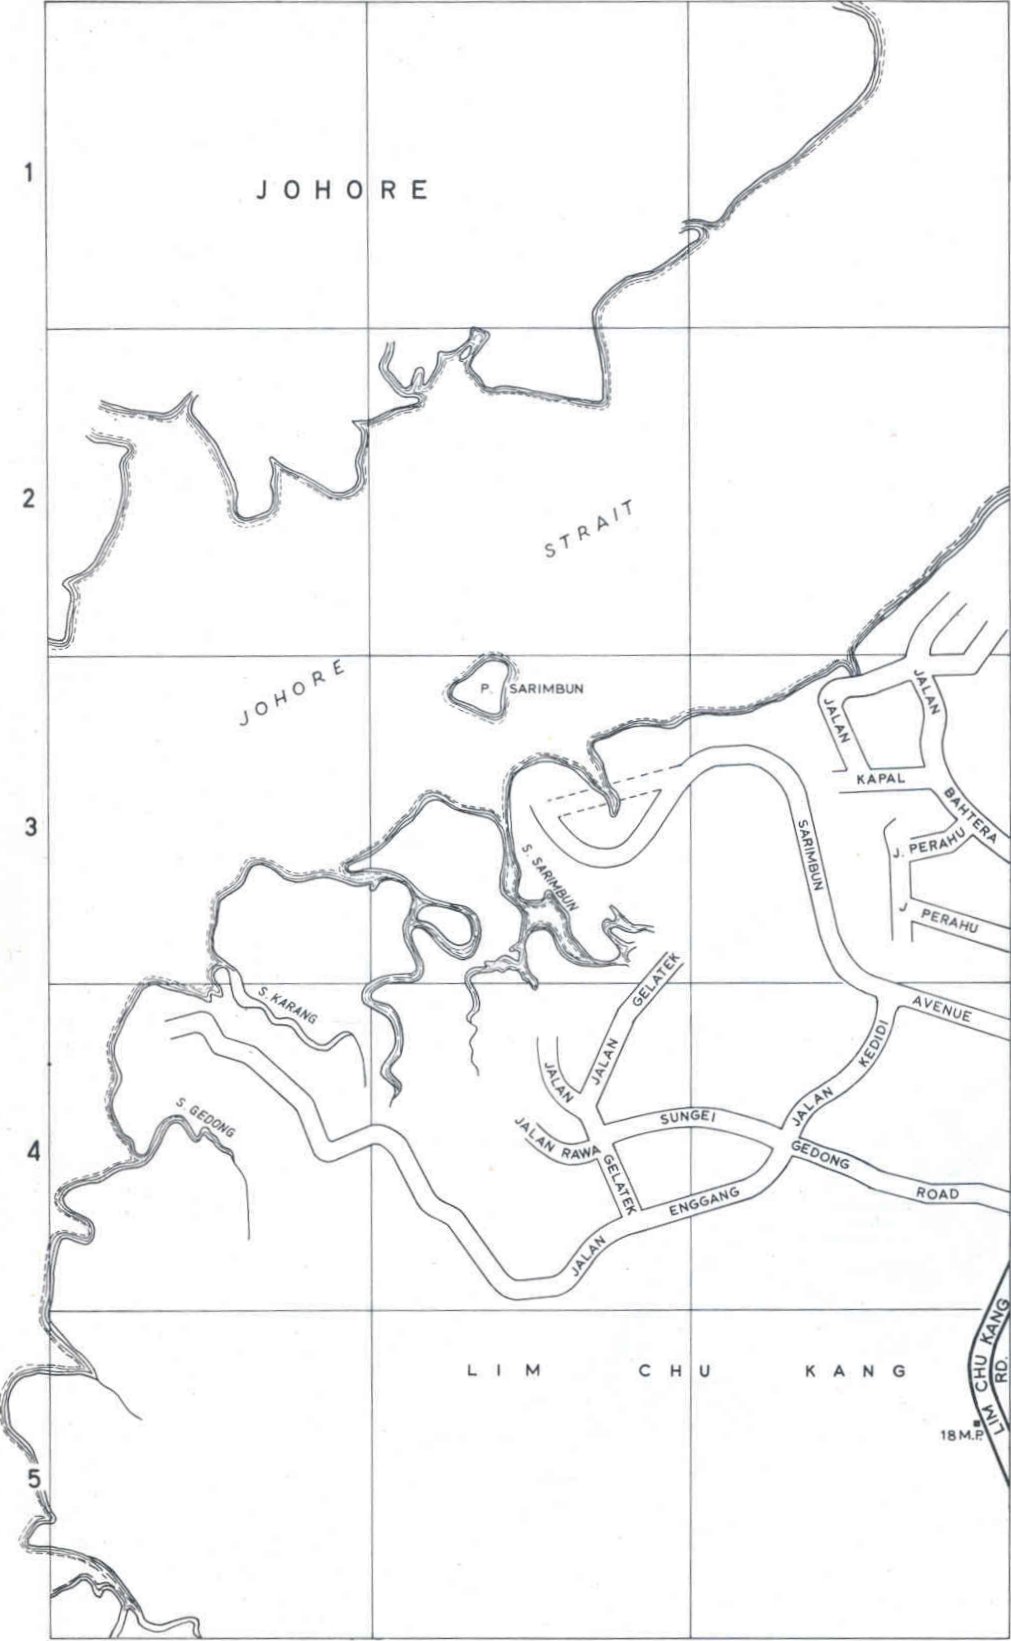 1
JOHORE
2
STRAIT
JOHORE
P. SARIMBUN
JALAN
JALAN
KAPAL
BAHTERA
3
SARIMBUN
J. PERAHU
S. SARIMBUN
J. PERAHU
GELATEK
S. KARANG
AVENUE
KEDIDI
JALAN
JALAN
JALAN
S. GEDONG
SUNGEI
JALAN RAWA
4
GEDONG
GELATEK
ROAD
ENGGANG
JALAN
LIM CHU KANG
LIM CHU KANG
RD.
18 M.P.
5